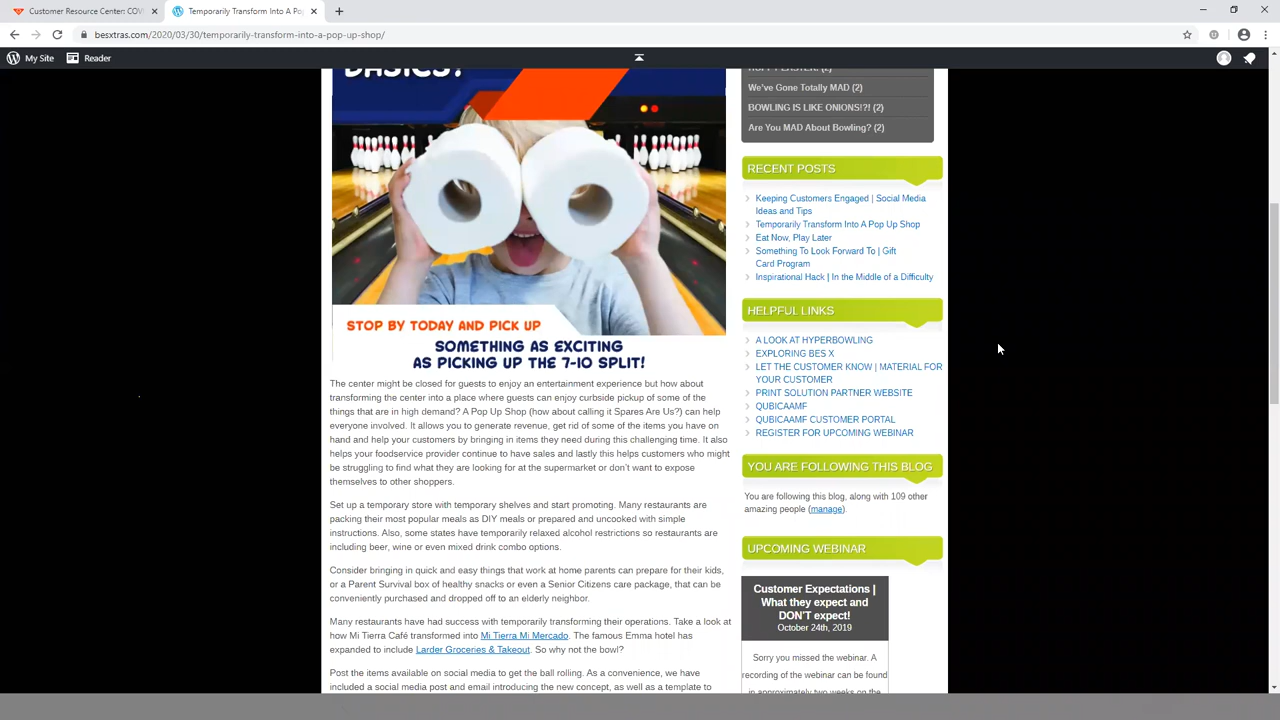 Customer Resource Center: COVI
Temporarily Transform Into A Po
besxtras.com/2020/03/30/temporarily-transform-into-a-pop-up-shop/
My Site
Reader
BASICS?
STOP BY TODAY AND PICK UP
SOMETHING AS EXCITING
AS PICKING UP THE 7-10 SPLIT!
The center might be closed for guests to enjoy an entertainment experience but how about
transforming the center into a place where guests can enjoy curbside pickup of some of the
things that are in high demand? A Pop Up Shop (how about calling it Spares Are Us?) can help
everyone involved. It allows you to generate revenue, get rid of some of the items you have on
hand and help your customers by bringing in items they need during this challenging time. It also
helps your foodservice provider continue to have sales and lastly this helps customers who might
be struggling to find what they are looking for at the supermarket or don't want to expose
themselves to other shoppers.
Set up a temporary store with temporary shelves and start promoting. Many restaurants are
packing their most popular meals as DIY meals or prepared and uncooked with simple
instructions. Also, some states have temporarily relaxed alcohol restrictions so restaurants are
including beer, wine or even mixed drink combo options.
Consider bringing in quick and easy things that work at home parents can prepare for their kids,
or a Parent Survival box of healthy snacks or even a Senior Citizens care package, that can be
conveniently purchased and dropped off to an elderly neighbor.
Many restaurants have had success with temporarily transforming their operations. Take a look at
how Mi Tierra Café transformed into Mi Tierra Mi Mercado. The famous Emma hotel has
expanded to include Larder Groceries & Takeout. So why not the bowl?
Post the items available on social media to get the ball rolling. As a convenience, we have
included a social media post and email introducing the new concept, as well as a template to
We've Gone Totally MAD (2)
BOWLING IS LIKE ONIONS!?! (2)
Are You MAD About Bowling? (2)
RECENT POSTS
Keeping Customers Engaged | Social Media
Ideas and Tips
Temporarily Transform Into A Pop Up Shop
Eat Now, Play Later
Something To Look Forward To | Gift
Card Program
Inspirational Hack | In the Middle of a Difficulty
HELPFUL LINKS
A LOOK AT HYPERBOWLING
EXPLORING BES X
LET THE CUSTOMER KNOW | MATERIAL FOR
YOUR CUSTOMER
PRINT SOLUTION PARTNER WEBSITE
QUBICAAMF
QUBICAAMF CUSTOMER PORTAL
REGISTER FOR UPCOMING WEBINAR
YOU ARE FOLLOWING THIS BLOG
You are following this blog, along with 109 other
amazing people (manage).
UPCOMING WEBINAR
Customer Expectations |
What they expect and
DON'T expect!
October 24th, 2019
Sorry you missed the webinar. A
recording of the webinar can be found
in approximately two weeks on the